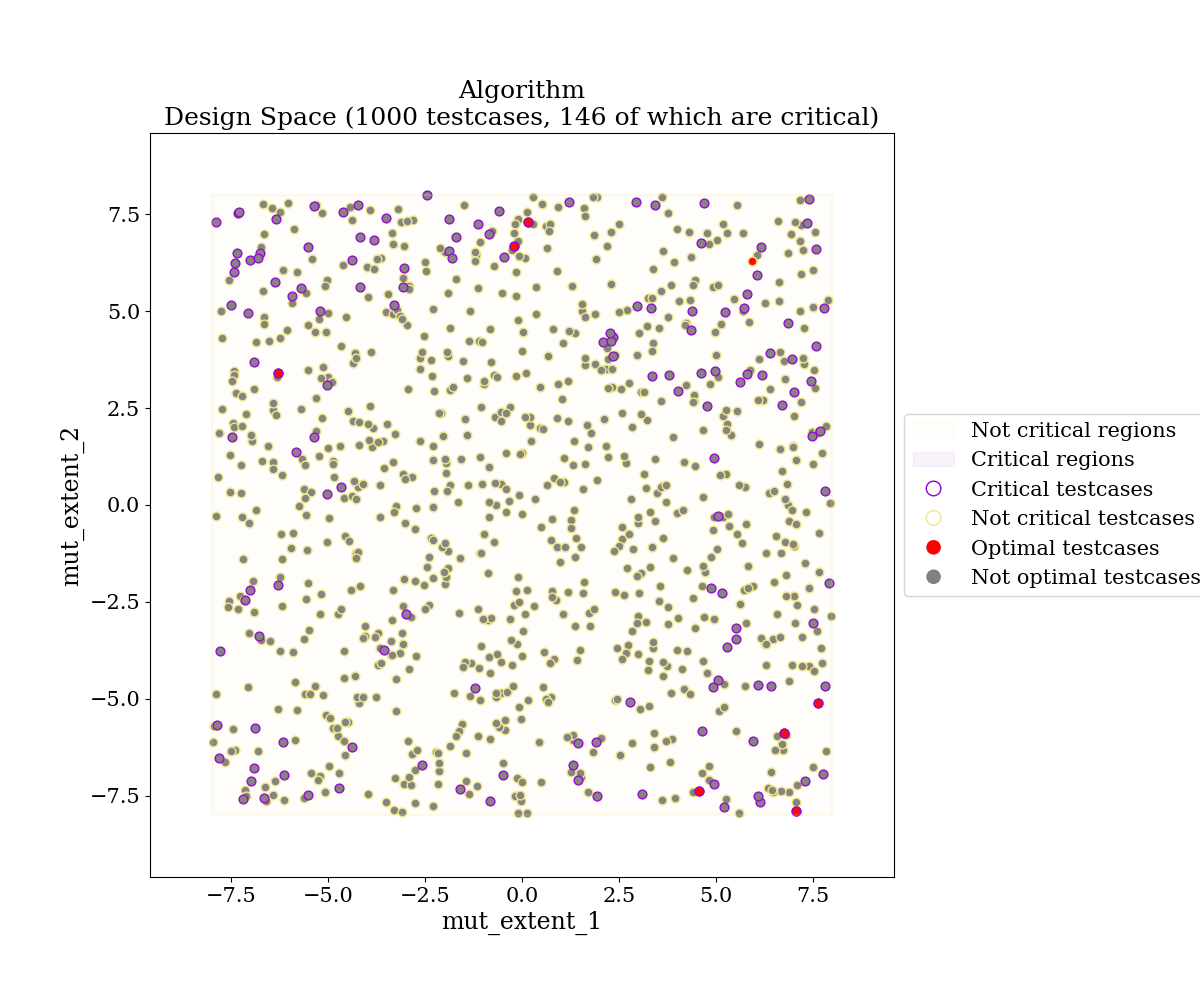 Algorithm
Design Space (1000 testcases, 146 of which are critical)
7.5
5.0
2.5
0.0
−2.5
−5.0
−7.5
mut_extent_2
−7.5
−5.0
−2.5
0.0
2.5
5.0
7.5
mut_extent_1
Not critical regions
Critical regions
Critical testcases
Not critical testcases
Optimal testcases
Not optimal testcases